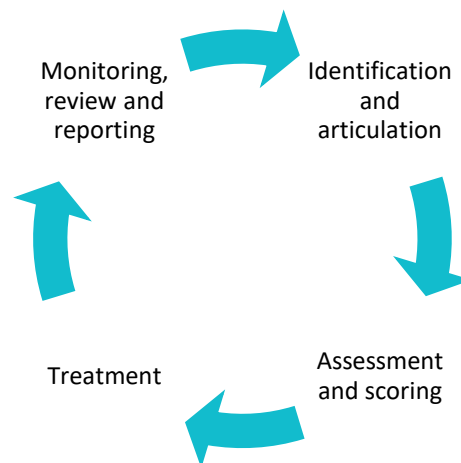 Monitoring,
review and
reporting
Identification
and
articulation
Assessment
and scoring
Treatment